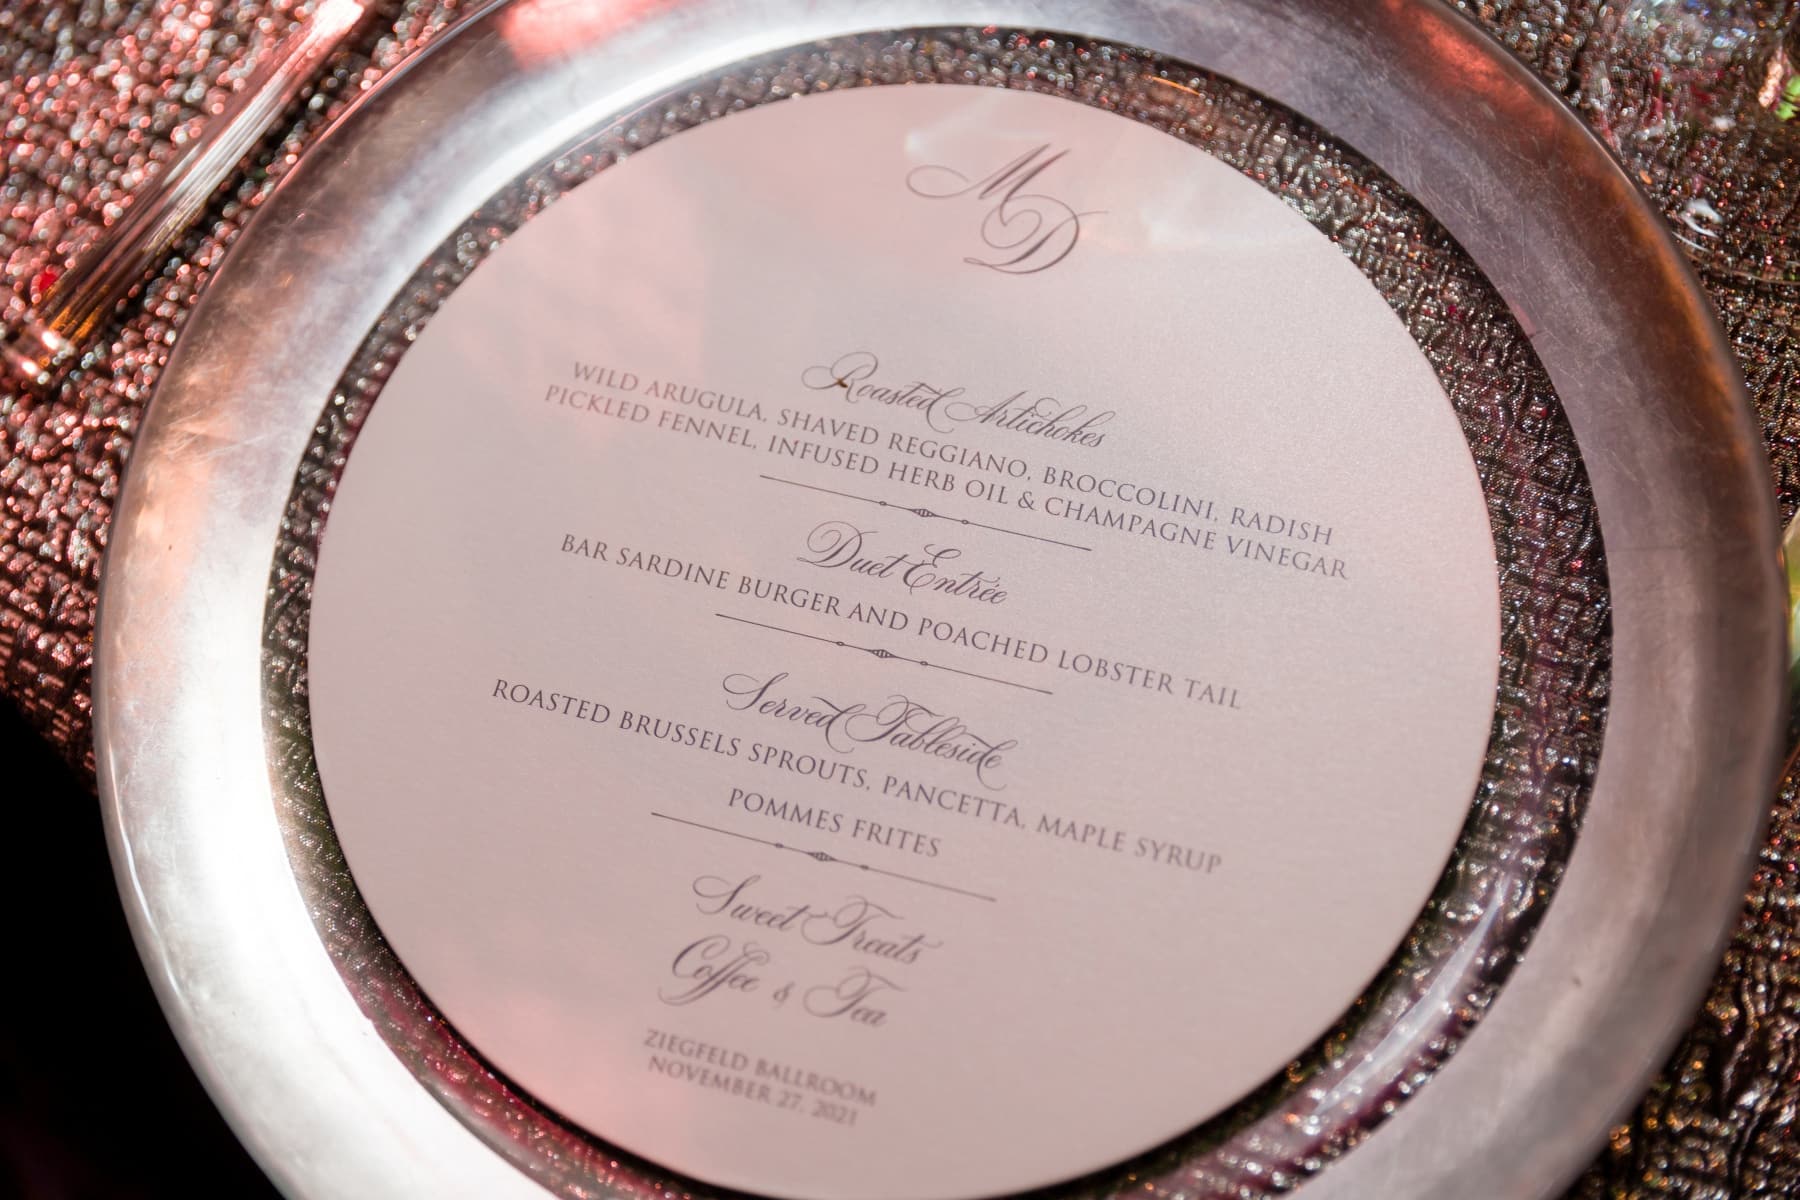 M
D
Roasted Artichokes
WILD ARUGULA, SHAVED REGGIANO, BROCCOLINI, RADISH
PICKLED FENNEL, INFUSED HERB OIL & CHAMPAGNE VINEGAR
Duet Entrée
BAR SARDINE BURGER AND POACHED LOBSTER TAIL
Served Tableside
ROASTED BRUSSELS SPROUTS, PANCETTA, MAPLE SYRUP
POMMES FRITES
Sweet Treats
Coffee & Tea
ZIEGFELD BALLROOM
NOVEMBER 27, 2021